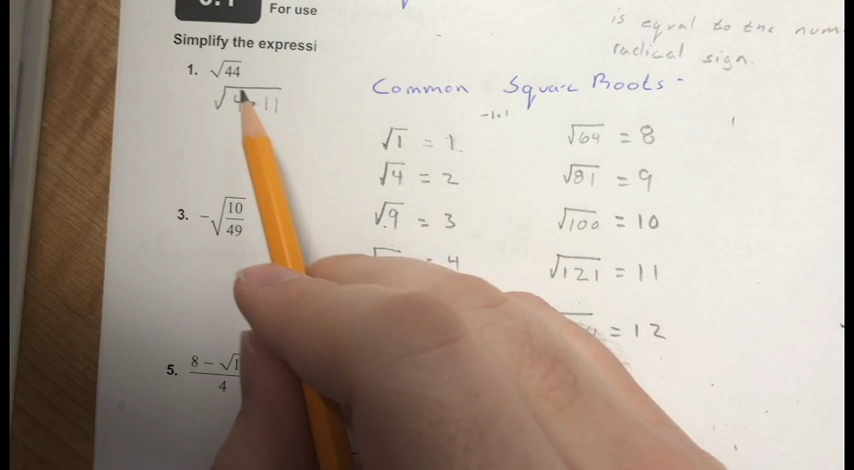 For use
is equal to the num
radical sign.
Simplify the expressi
1. √44
√4·11
Common Square Roots -
√1 = 1
√64 = 8
√4 = 2
√81 = 9
3. -√10/49
√9 = 3
√100 = 10
= 4
√121 = 11
= 12
5. 8 - √1
4